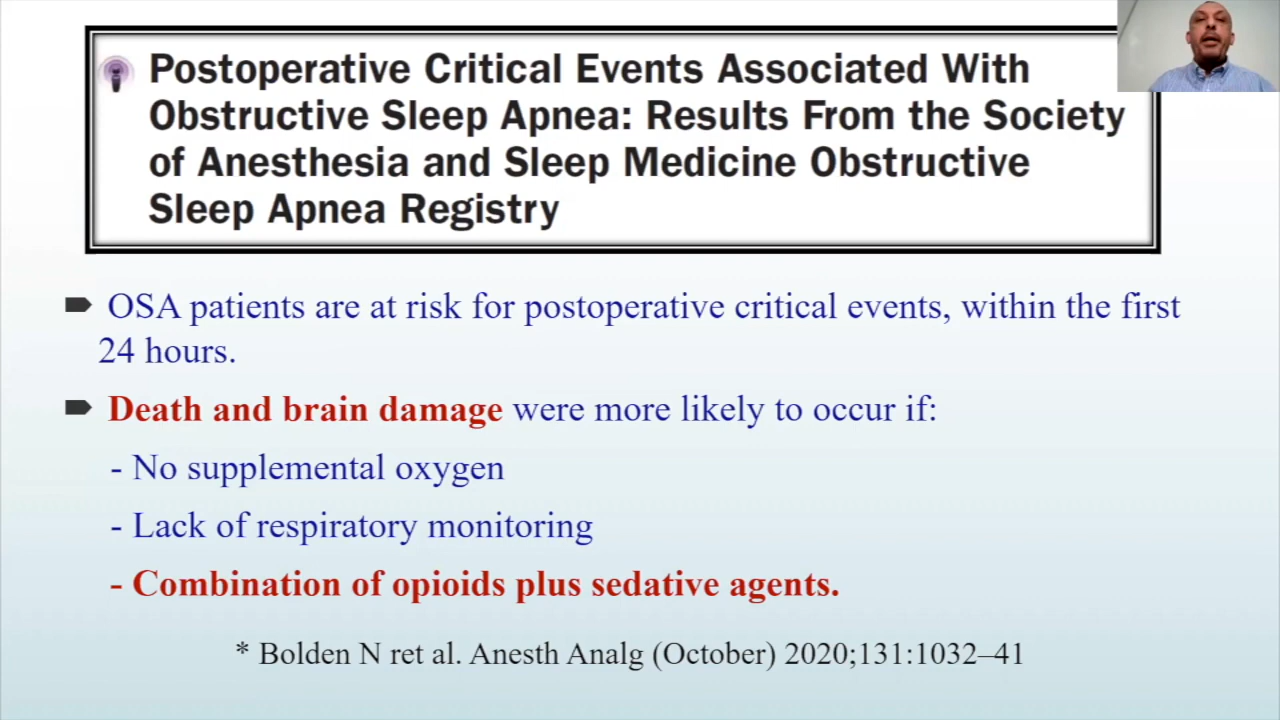 Postoperative Critical Events Associated With
Obstructive Sleep Apnea: Results From the Society
of Anesthesia and Sleep Medicine Obstructive
Sleep Apnea Registry
OSA patients are at risk for postoperative critical events, within the first
24 hours.
Death and brain damage were more likely to occur if:
- No supplemental oxygen
- Lack of respiratory monitoring
- Combination of opioids plus sedative agents.
* Bolden N ret al. Anesth Analg (October) 2020;131:1032–41